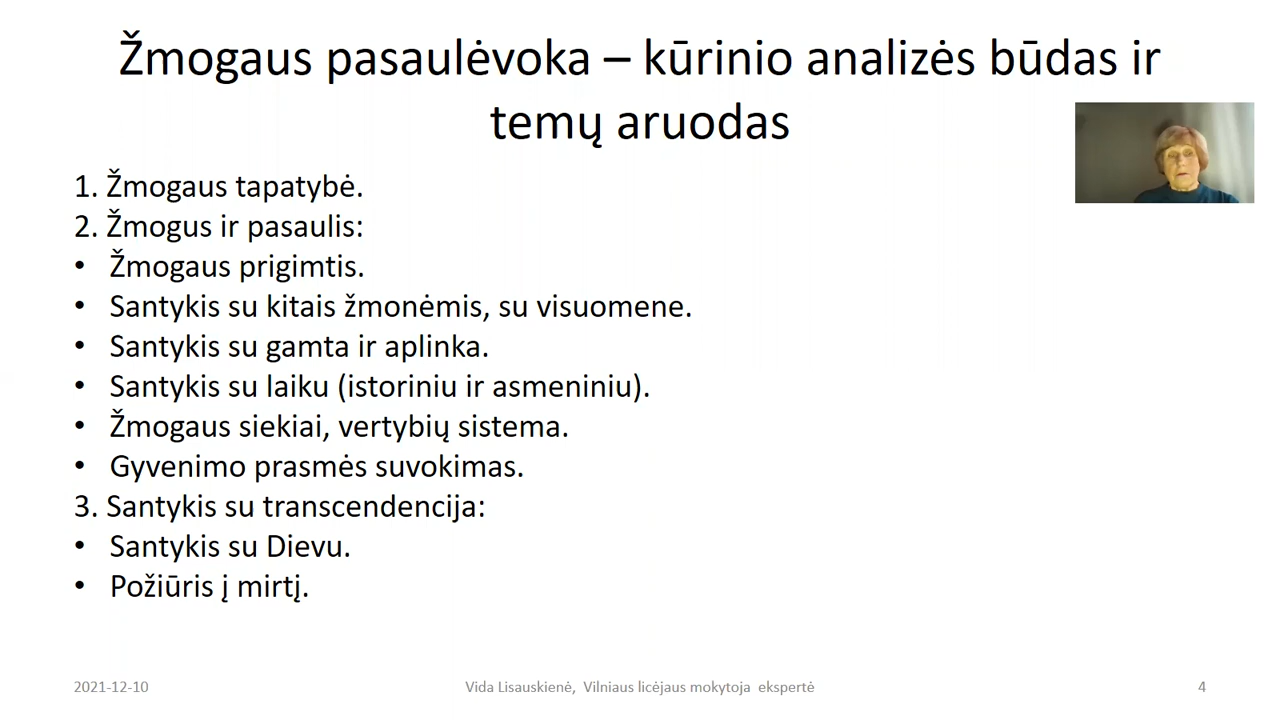 Žmogaus pasaulėvoka – kūrinio analizės būdas ir
temų aruodas
1. Žmogaus tapatybė.
2. Žmogus ir pasaulis:
• Žmogaus prigimtis.
• Santykis su kitais žmonėmis, su visuomene.
• Santykis su gamta ir aplinka.
• Santykis su laiku (istoriniu ir asmeniniu).
• Žmogaus siekiai, vertybių sistema.
• Gyvenimo prasmės suvokimas.
3. Santykis su transcendencija:
• Santykis su Dievu.
• Požiūris į mirtį.
2021-12-10
Vida Lisauskienė, Vilniaus licėjaus mokytoja ekspertė
4